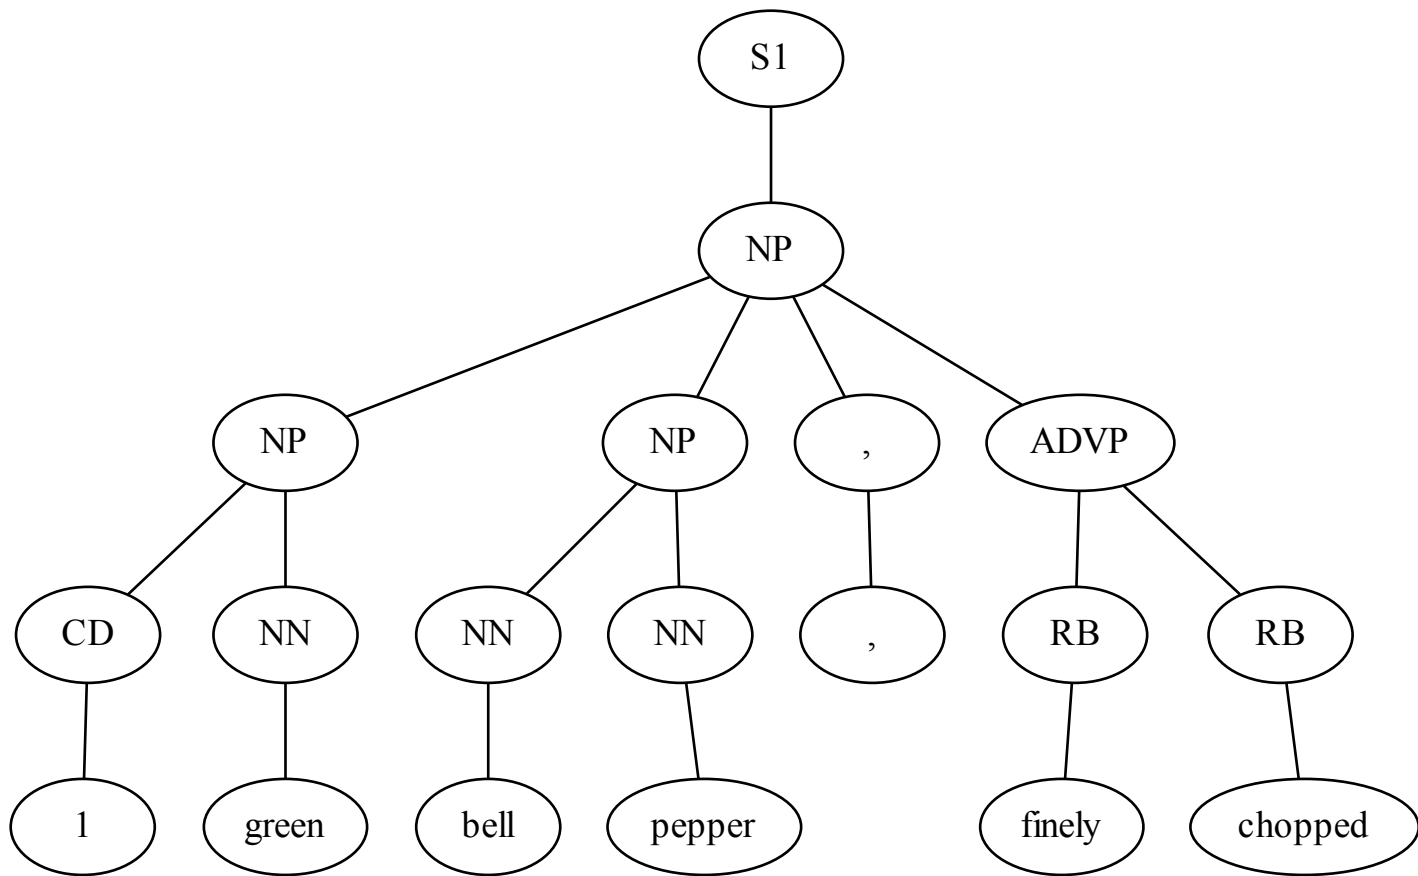 S1
NP
NP NP , ADVP
CD NN NN NN , RB RB
1 green bell pepper finely chopped